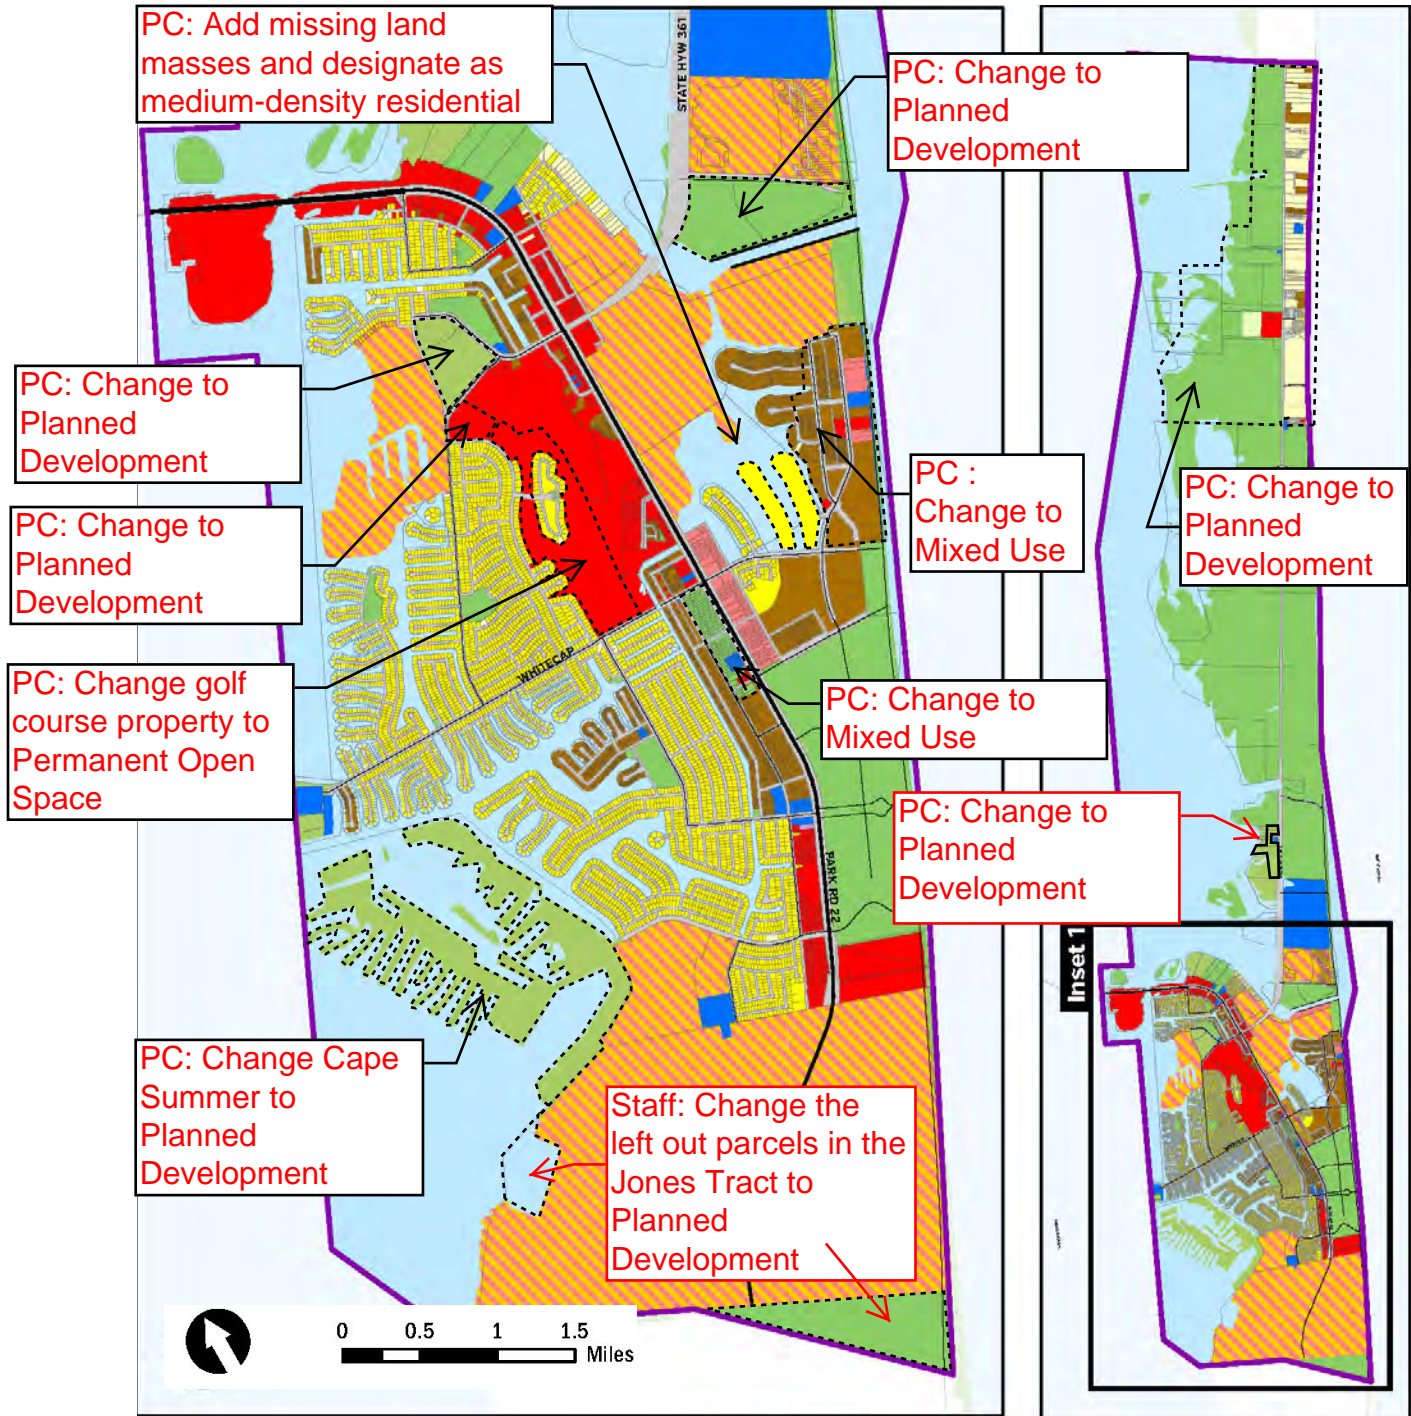 PC: Add missing land
masses and designate as
medium-density residential
STATE HYW 361
PC: Change to
Planned
Development
PC: Change to
Planned
Development
PC: Change to
Planned
Development
PC: Change golf
course property to
Permanent Open
Space
WHITECAP
PC :
Change to
Mixed Use
PC: Change to
Mixed Use
PARK RD 22
PC: Change Cape
Summer to
Planned
Development
Staff: Change the
left out parcels in the
Jones Tract to
Planned
Development
0 0.5 1 1.5
Miles
PC: Change to
Planned
Development
PC: Change to
Planned
Development
Inset 1